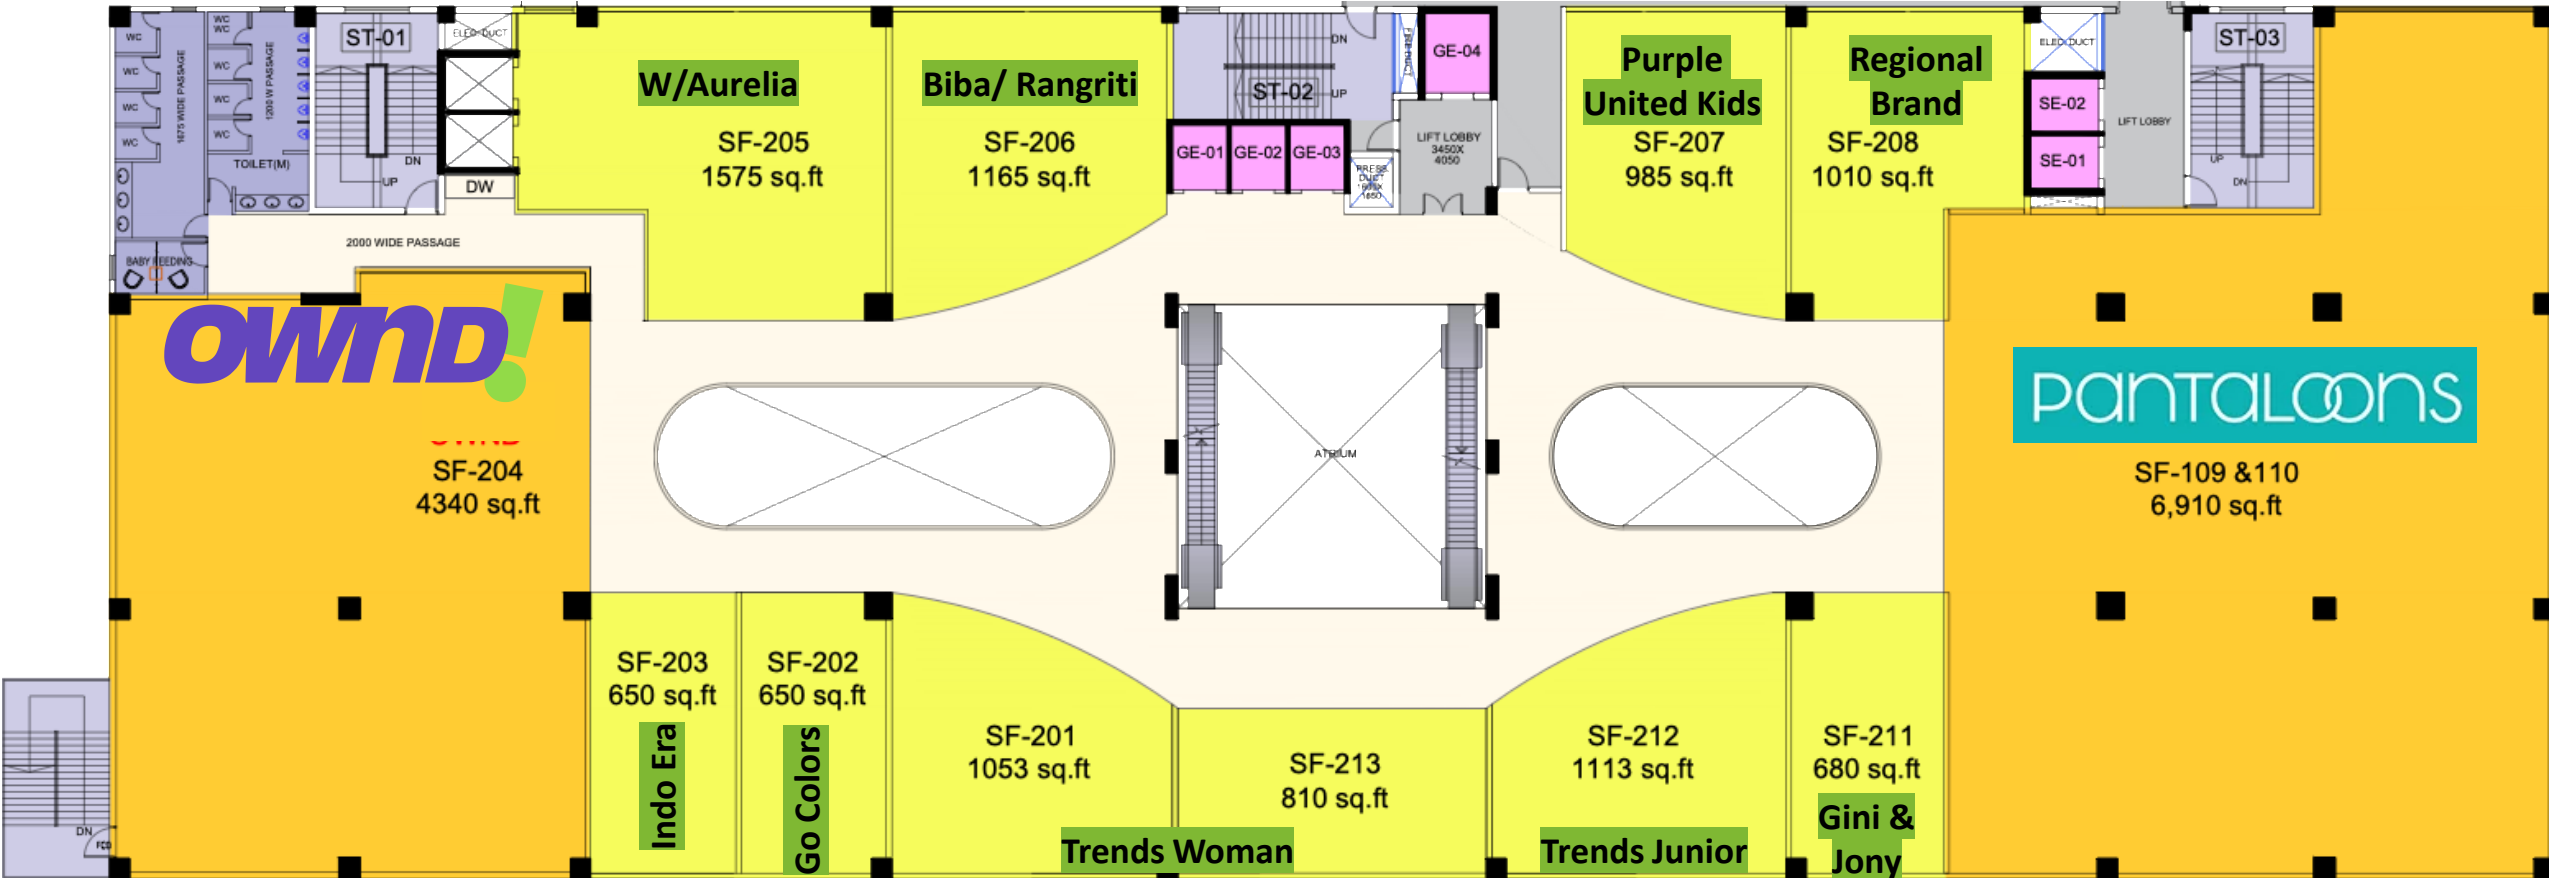 WC
WC
WC
WC
1675 WIDE PASSAGE
WC
WC
WC
WC
WC
1200 W PASSAGE
TOILET(M)
ST-01
DN
UP
ELEC DUCT
DW
BABY FEEDING
2000 WIDE PASSAGE
W/Aurelia
SF-205
1575 sq.ft
Biba/ Rangriti
SF-206
1165 sq.ft
DN
ST-02
UP
GE-01
GE-02
GE-03
GE-04
LIFT LOBBY
3450X
4050
PRESS.
DUCT
Purple
United Kids
SF-207
985 sq.ft
Regional
Brand
SF-208
1010 sq.ft
ELEC DUCT
SE-02
SE-01
LIFT LOBBY
ST-03
UP
DN
OWND!
OWND
SF-204
4340 sq.ft
ATRIUM
PANTALOONS
SF-109 &110
6,910 sq.ft
SF-203
650 sq.ft
Indo Era
SF-202
650 sq.ft
Go Colors
SF-201
1053 sq.ft
SF-213
810 sq.ft
Trends Woman
SF-212
1113 sq.ft
Trends Junior
SF-211
680 sq.ft
Gini &
Jony
DN